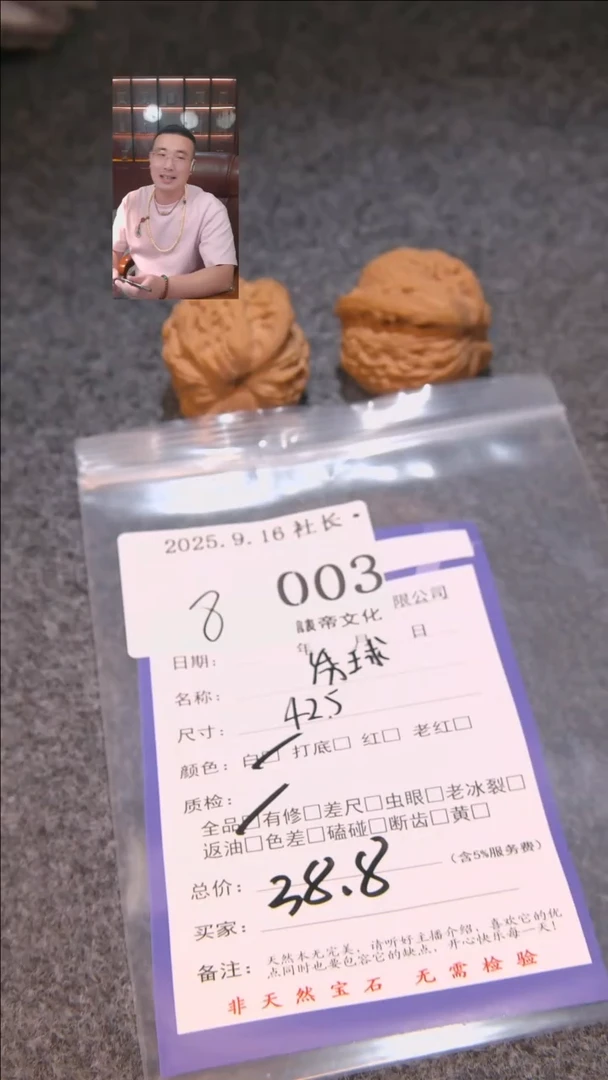 2025.9.16 社长·
8
003
限公司
諕帝文化
日期： 年 月 日
名称： 球
尺寸： 42.5
颜色： 白□ 打底□ 红□ 老红□
质检：
全品□有修□差尺□虫眼□老冰裂□
返油□色差□磕碰□断齿□黄□
总价： 38.8 （含5%服务费）
买家：
备注： 天然本无完美，请听好主播介绍，喜欢它的优
点同时也要包容它的缺点，开心快乐每一天！
非天然宝石 无需检验